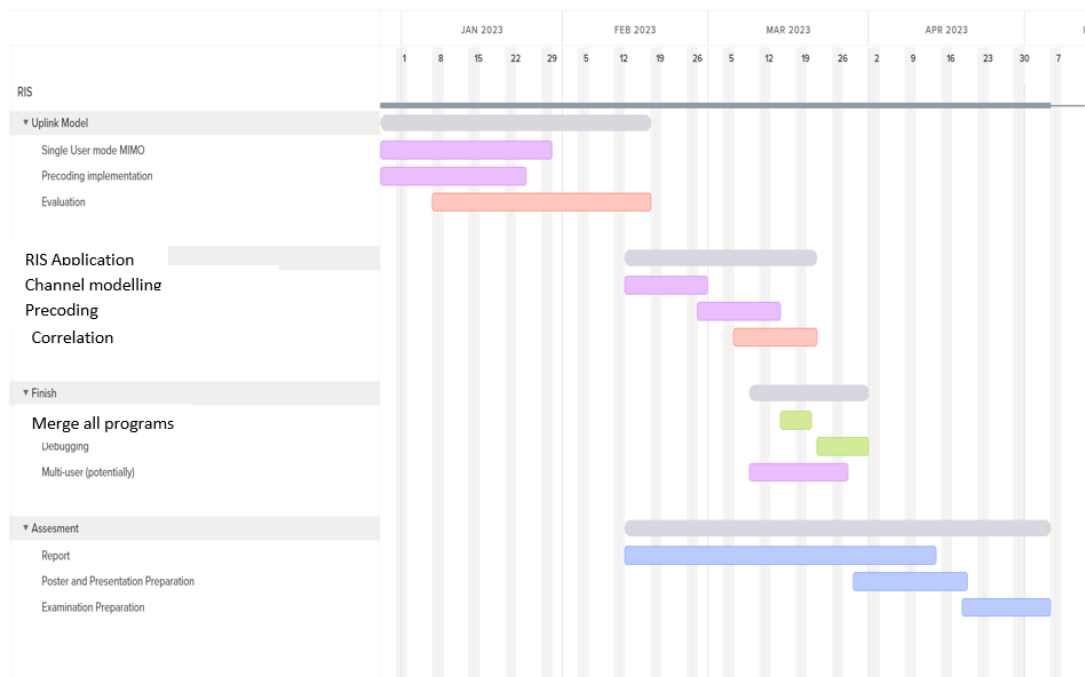 JAN 2023 FEB 2023 MAR 2023 APR 2023
1 8 15 22 29 5 12 19 26 5 12 19 26 2 9 16 23 30 7
RIS
Uplink Model
Single User mode MIMO
Precoding implementation
Evaluation
RIS Application
Channel modelling
Precoding
Correlation
Finish
Merge all programs
Debugging
Multi-user (potentially)
Assesment
Report
Poster and Presentation Preparation
Examination Preparation